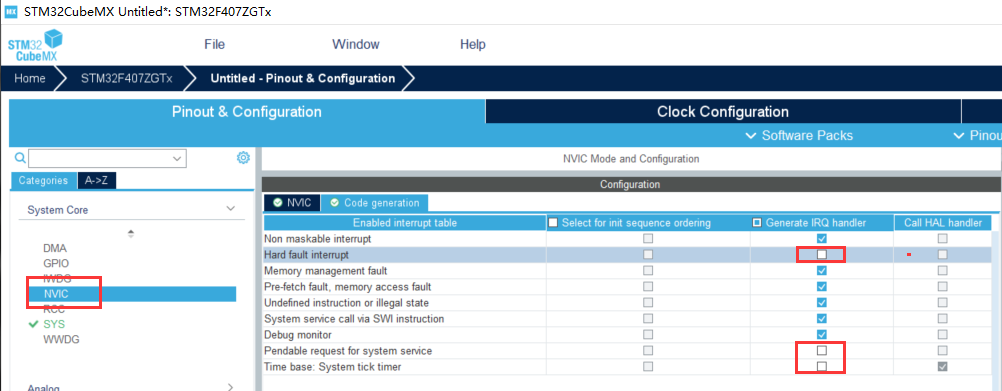 STM32CubeMX Untitled*: STM32F407ZGTx
STM32 CubeMX
File Window Help
Home STM32F407ZGTx Untitled - Pinout & Configuration
Pinout & Configuration Clock Configuration
Software Packs Pinou
NVIC Mode and Configuration
Categories A->Z
Configuration
NVIC Code generation
System Core
Enabled interrupt table Select for init sequence ordering Generate IRQ handler Call HAL handler
Non maskable interrupt
DMA
Hard fault interrupt
GPIO
Memory management fault
IWDG
Pre-fetch fault, memory access fault
NVIC
Undefined instruction or illegal state
RCC
System service call via SWI instruction
SYS
Debug monitor
WWDG
Pendable request for system service
Time base: System tick timer
Analog